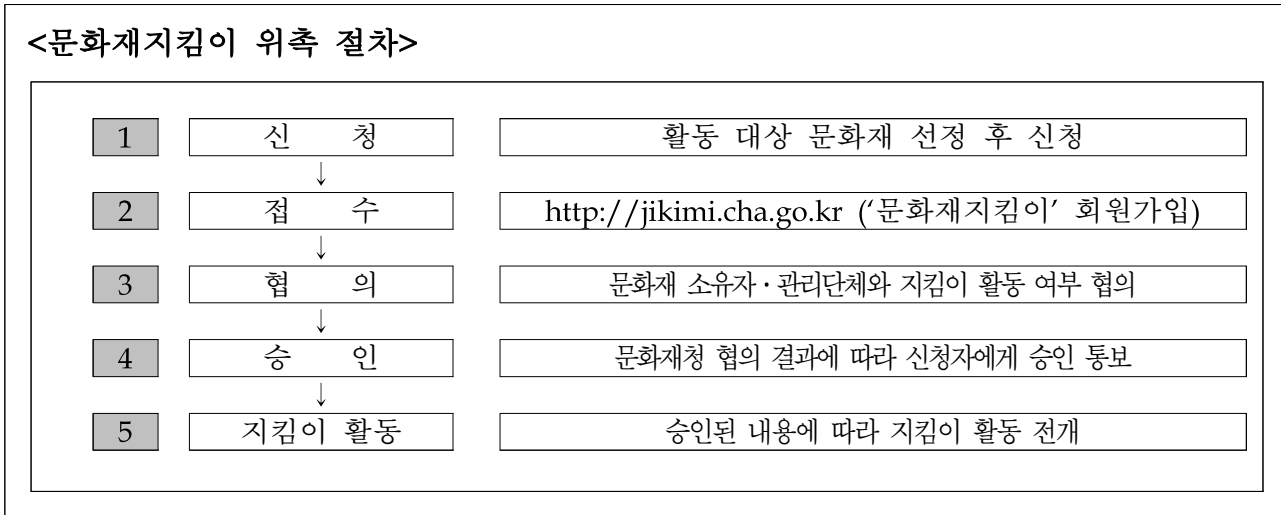 <문화재지킴이 위촉 절차>
1 신 청 활동 대상 문화재 선정 후 신청
↓
2 접 수 http://jikimi.cha.go.kr (‘문화재지킴이’ 회원가입)
↓
3 협 의 문화재 소유자·관리단체와 지킴이 활동 여부 협의
↓
4 승 인 문화재청 협의 결과에 따라 신청자에게 승인 통보
↓
5 지킴이 활동 승인된 내용에 따라 지킴이 활동 전개